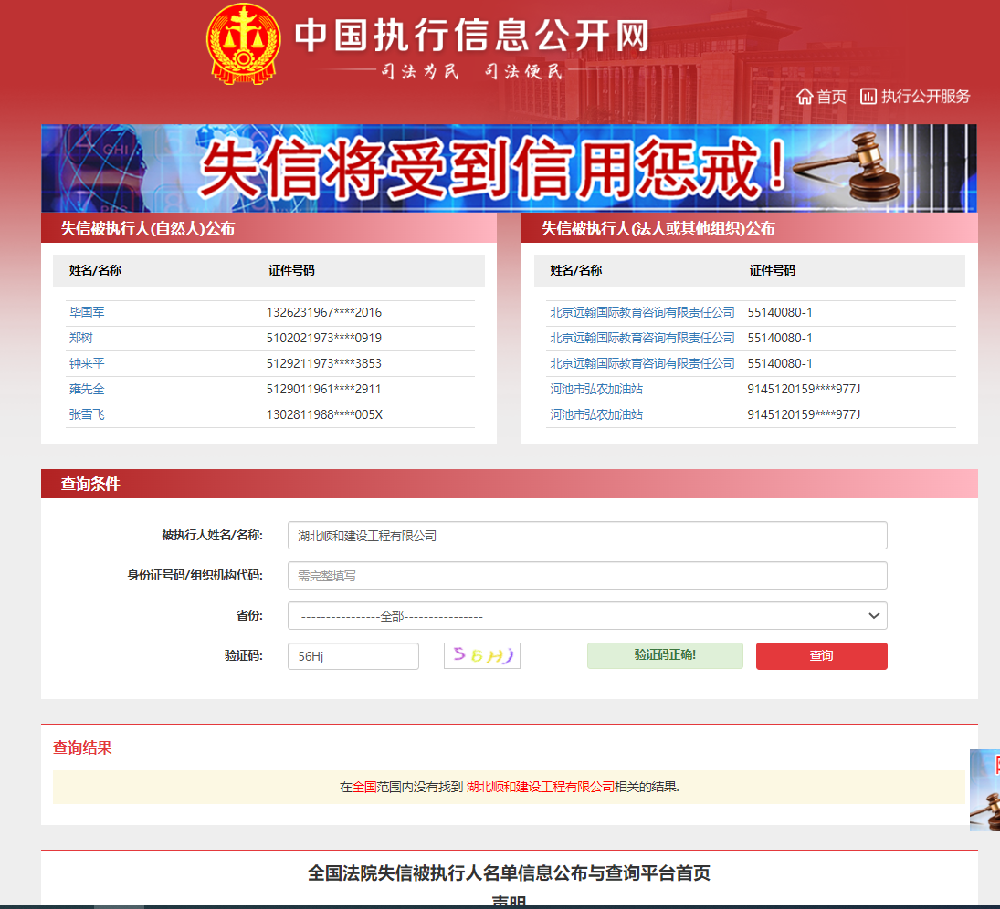 中国执行信息公开网
司法为民 司法便民
首页 执行公开服务
失信将受到信用惩戒!
失信被执行人(自然人)公布
姓名/名称 证件号码
毕国军 1326231967****2016
郑树 5102021973****0919
钟来平 5129211973****3853
雍先全 5129011961****2911
张雪飞 1302811988****005X
失信被执行人(法人或其他组织)公布
姓名/名称 证件号码
北京远翰国际教育咨询有限责任公司 55140080-1
北京远翰国际教育咨询有限责任公司 55140080-1
北京远翰国际教育咨询有限责任公司 55140080-1
河池市弘农加油站 9145120159****977J
河池市弘农加油站 9145120159****977J
查询条件
被执行人姓名/名称: 湖北顺和建设工程有限公司
身份证号码/组织机构代码: 需完整填写
省份: ----------------全部----------------
验证码: 56Hj 56Hj 验证码正确! 查询
查询结果
在全国范围内没有找到 湖北顺和建设工程有限公司相关的结果.
全国法院失信被执行人名单信息公布与查询平台首页
声明